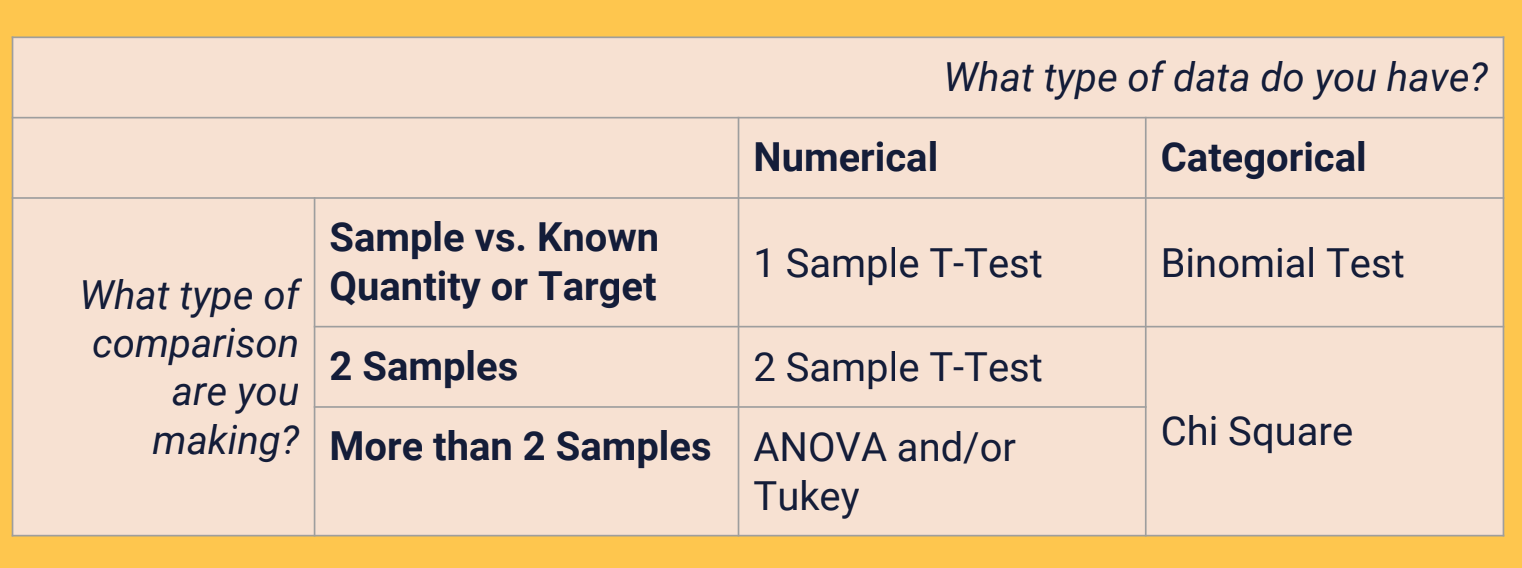 What type of data do you have?
Numerical
Categorical
What type of
comparison
are you
making?
Sample vs. Known
Quantity or Target
1 Sample T-Test
Binomial Test
2 Samples
2 Sample T-Test
Chi Square
More than 2 Samples
ANOVA and/or
Tukey